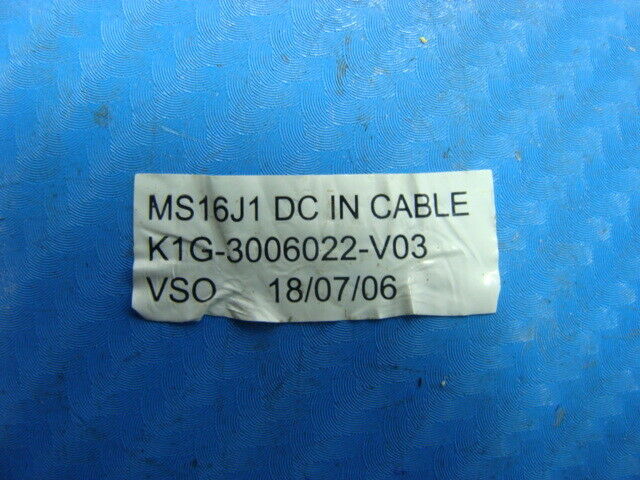 MS16J1 DC IN CABLE
K1G-3006022-V03
VSO 18/07/06